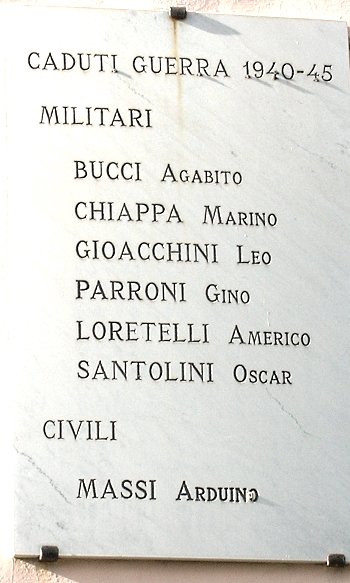 CADUTI GUERRA 1940-45
MILITARI
BUCCI AGABITO
CHIAPPA MARINO
GIOACCHINI LEO
PARRONI GINO
LORETELLI AMERICO
SANTOLINI OSCAR
CIVILI
MASSI ARDUINO